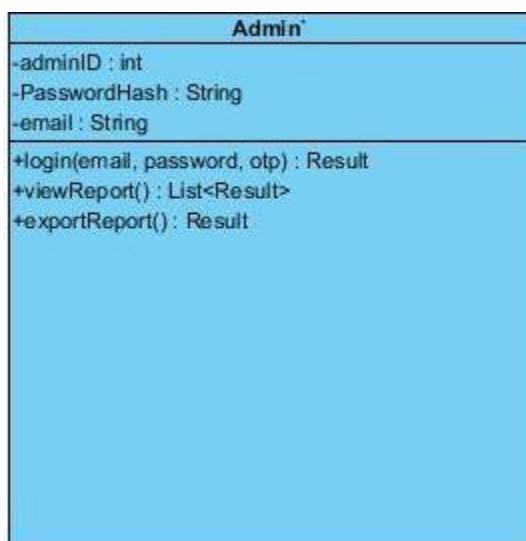 Admin
-adminID : int
-PasswordHash : String
-email : String
+login(email, password, otp) : Result
+viewReport() : List<Result>
+exportReport() : Result